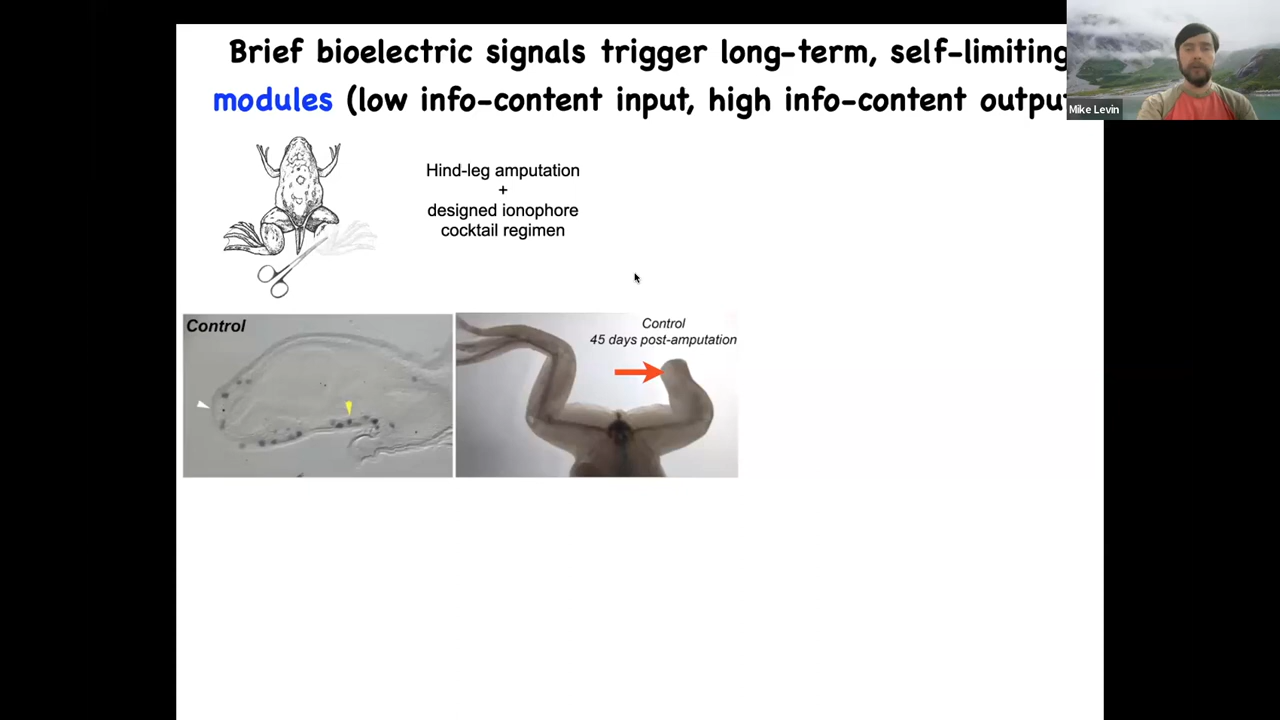 Brief bioelectric signals trigger long-term, self-limiting
modules (low info-content input, high info-content output
Mike Levin
Hind-leg amputation
+
designed ionophore
cocktail regimen
Control
Control
45 days post-amputation